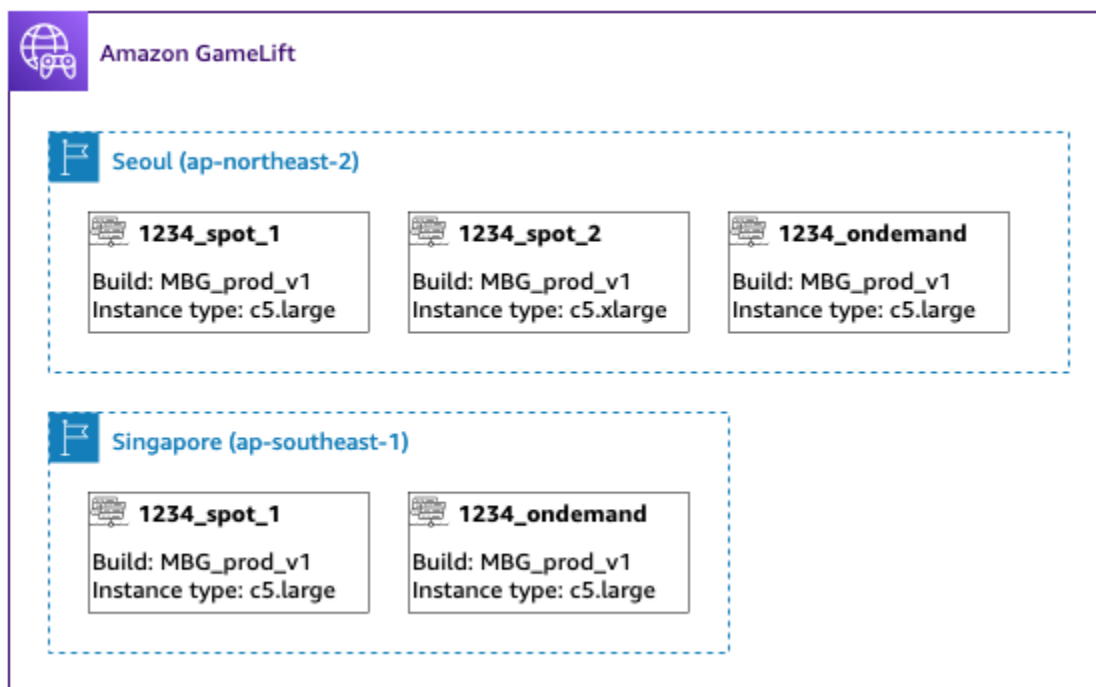 Amazon GameLift
Seoul (ap-northeast-2)
1234_spot_1
Build: MBG_prod_v1
Instance type: c5.large
1234_spot_2
Build: MBG_prod_v1
Instance type: c5.xlarge
1234_ondemand
Build: MBG_prod_v1
Instance type: c5.large
Singapore (ap-southeast-1)
1234_spot_1
Build: MBG_prod_v1
Instance type: c5.large
1234_ondemand
Build: MBG_prod_v1
Instance type: c5.large